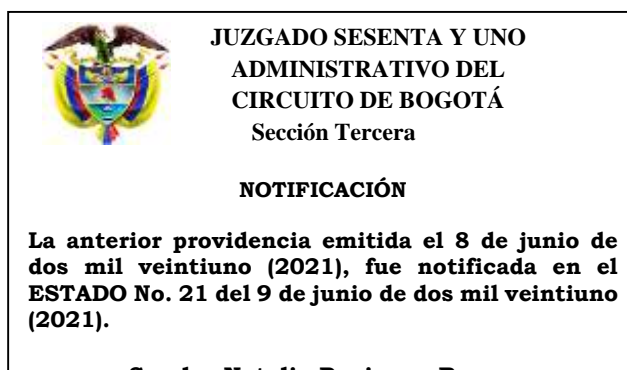 JUZGADO SESENTA Y UNO
ADMINISTRATIVO DEL
CIRCUITO DE BOGOTÁ
Sección Tercera
NOTIFICACIÓN
La anterior providencia emitida el 8 de junio de
dos mil veintiuno (2021), fue notificada en el
ESTADO No. 21 del 9 de junio de dos mil veintiuno
(2021).